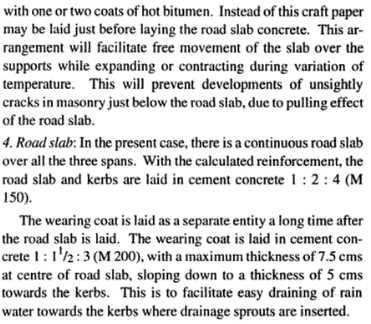 with one or two coats of hot bitumen. Instead of this craft paper
may be laid just before laying the road slab concrete. This ar-
rangement will facilitate free movement of the slab over the
supports while expanding or contracting during variation of
temperature. This will prevent developments of unsightly
cracks in masonry just below the road slab, due to pulling effect
of the road slab.
4. Road slab: In the present case, there is a continuous road slab
over all the three spans. With the calculated reinforcement, the
road slab and kerbs are laid in cement concrete 1 : 2 : 4 (M
150).
The wearing coat is laid as a separate entity a long time after
the road slab is laid. The wearing coat is laid in cement con-
crete 1 : 1 1/2 : 3 (M 200), with a maximum thickness of 7.5 cms
at centre of road slab, sloping down to a thickness of 5 cms
towards the kerbs. This is to facilitate easy draining of rain
water towards the kerbs where drainage sprouts are inserted.